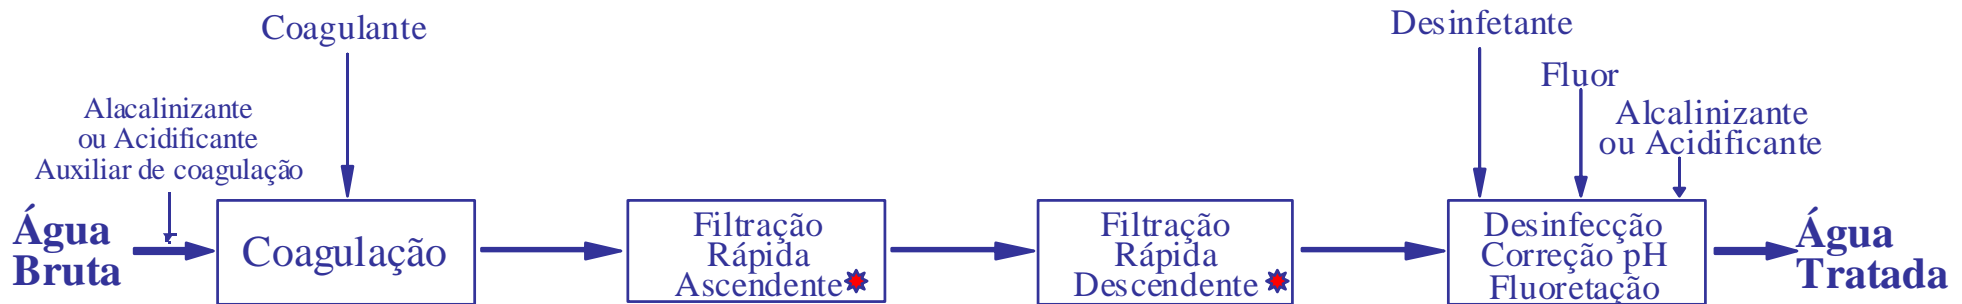 Coagulante
Alacalinizante
ou Acidificante
Auxiliar de coagulação
Água
Bruta
Coagulação
Filtração
Rápida
Ascendente
Filtração
Rápida
Descendente
Desinfetante
Fluor
Alcalinizante
ou Acidificante
Desinfecção
Correção pH
Fluoretação
Água
Tratada